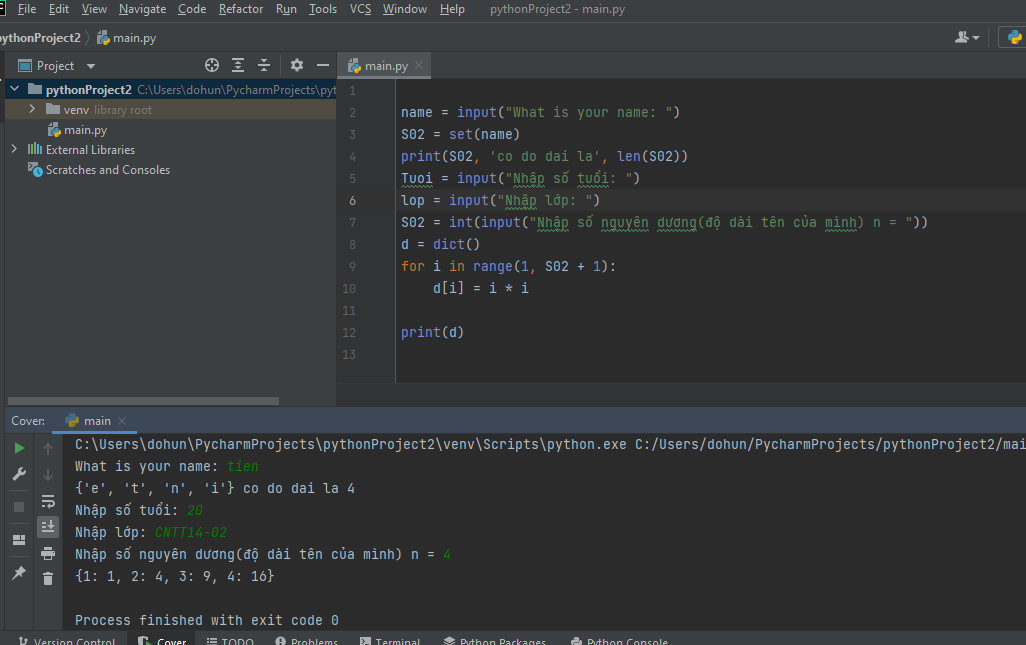 File Edit View Navigate Code Refactor Run Tools VCS Window Help pythonProject2 - main.py
pythonProject2 main.py
Project main.py
pythonProject2 C:\Users\dohun\PycharmProjects\pyt
venv library root
main.py
External Libraries
Scratches and Consoles
1
2 name = input("What is your name: ")
3 S02 = set(name)
4 print(S02, 'co do dai la', len(S02))
5 Tuoi = input("Nhập số tuổi: ")
6 lop = input("Nhập lớp: ")
7 S02 = int(input("Nhập số nguyên dương(độ dài tên của mình) n = "))
8 d = dict()
9 for i in range(1, S02 + 1):
10 d[i] = i * i
11
12 print(d)
13
Cover: main
C:\Users\dohun\PycharmProjects\pythonProject2\venv\Scripts\python.exe C:/Users/dohun/PycharmProjects/pythonProject2/mai
What is your name: tien
{'e', 't', 'n', 'i'} co do dai la 4
Nhập số tuổi: 20
Nhập lớp: CNTT14-02
Nhập số nguyên dương(độ dài tên của mình) n = 4
{1: 1, 2: 4, 3: 9, 4: 16}
Process finished with exit code 0
Version Control Cover TODO Problems Terminal Python Packages Python Console